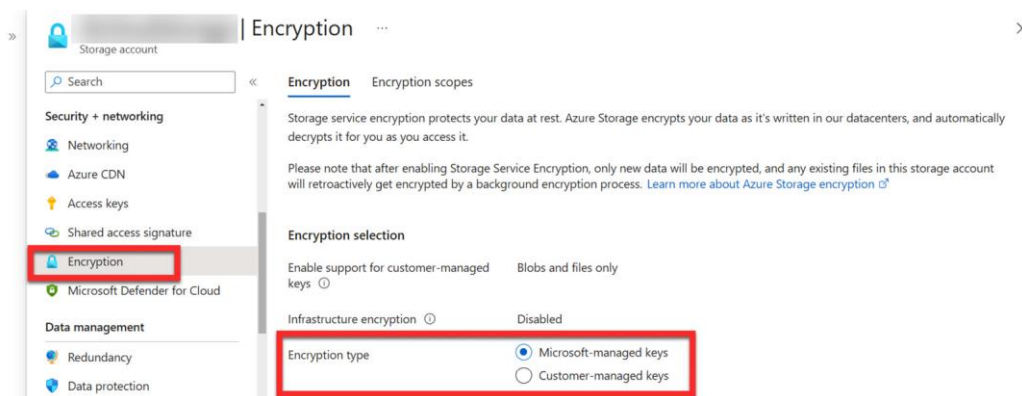 | Encryption
Storage account
Search
Security + networking
Networking
Azure CDN
Access keys
Shared access signature
Encryption
Microsoft Defender for Cloud
Data management
Redundancy
Data protection
Encryption Encryption scopes
Storage service encryption protects your data at rest. Azure Storage encrypts your data as it's written in our datacenters, and automatically
decrypts it for you as you access it.
Please note that after enabling Storage Service Encryption, only new data will be encrypted, and any existing files in this storage account
will retroactively get encrypted by a background encryption process. Learn more about Azure Storage encryption
Encryption selection
Enable support for customer-managed Blobs and files only
keys
Infrastructure encryption Disabled
Encryption type Microsoft-managed keys
Customer-managed keys